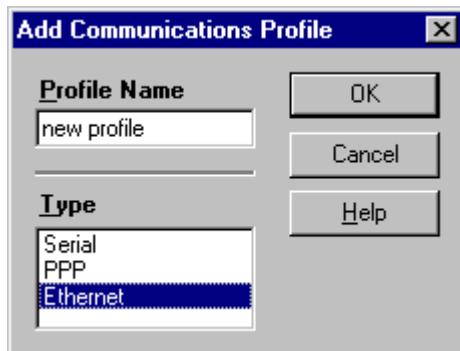 Add Communications Profile
Profile Name
new profile
Type
Serial
PPP
Ethernet
OK
Cancel
Help